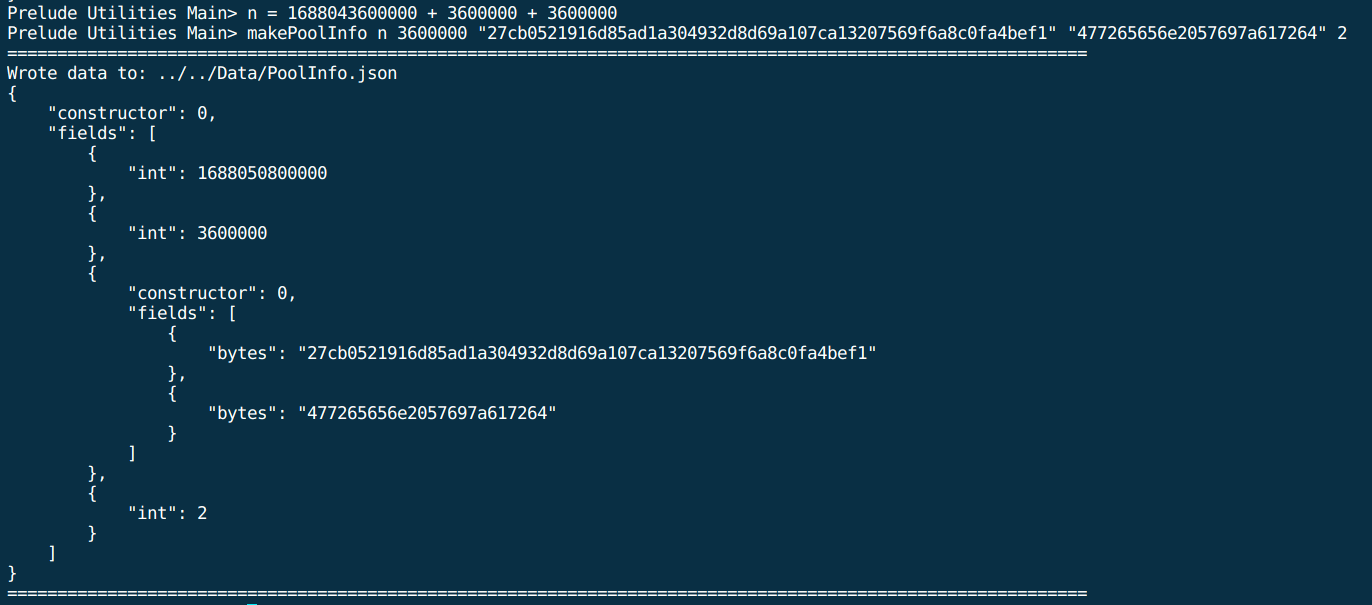 Prelude Utilities Main> n = 1688043600000 + 3600000 + 3600000
Prelude Utilities Main> makePoolInfo n 3600000 "27cb0521916d85ad1a304932d8d69a107ca13207569f6a8c0fa4bef1" "477265656e2057697a617264" 2
============================================================================================================
Wrote data to: ../../Data/PoolInfo.json
{
    "constructor": 0,
    "fields": [
        {
            "int": 1688050800000
        },
        {
            "int": 3600000
        },
        {
            "constructor": 0,
            "fields": [
                {
                    "bytes": "27cb0521916d85ad1a304932d8d69a107ca13207569f6a8c0fa4bef1"
                },
                {
                    "bytes": "477265656e2057697a617264"
                }
            ]
        },
        {
            "int": 2
        }
    ]
}
============================================================================================================